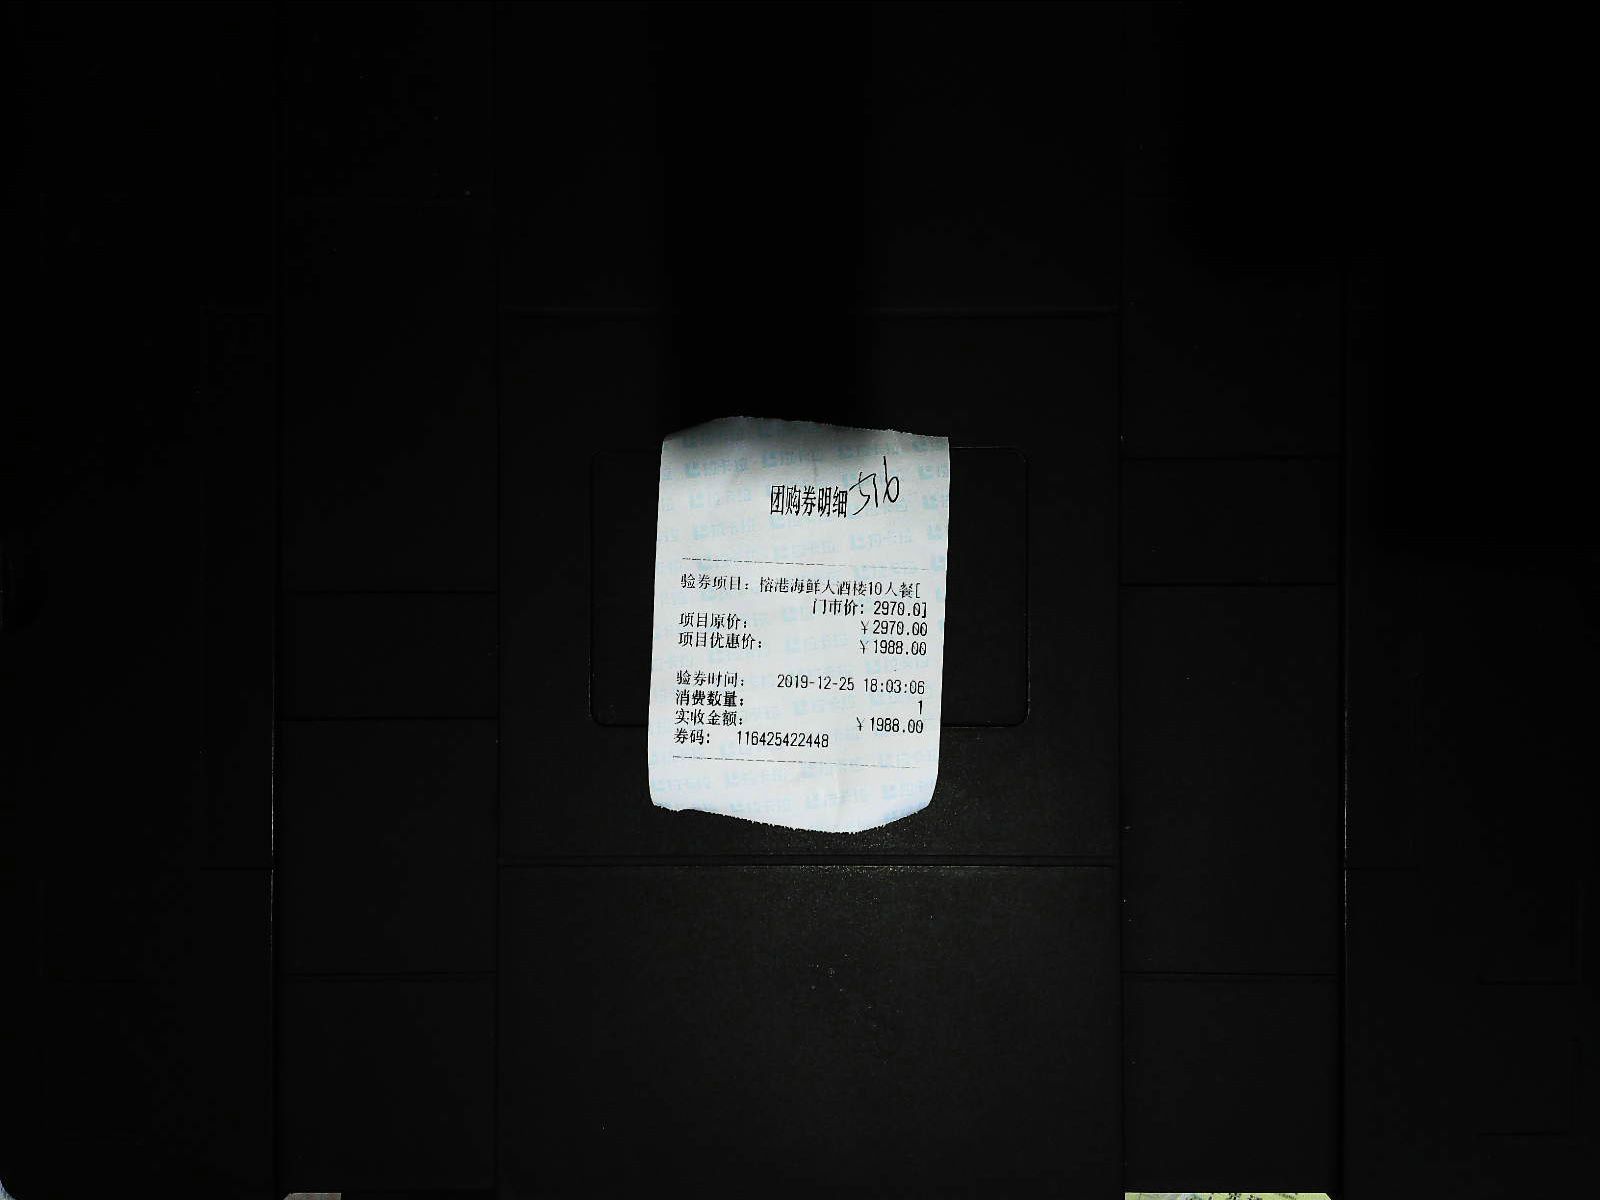 团购券明细 516
验券项目: 榕港海鲜大酒楼10人餐[
门市价: 2970.0]
项目原价: ¥2970.00
项目优惠价: ¥1988.00
验券时间: 2019-12-25 18:03:06
消费数量: 1
实收金额: ¥1988.00
券码: 116425422448